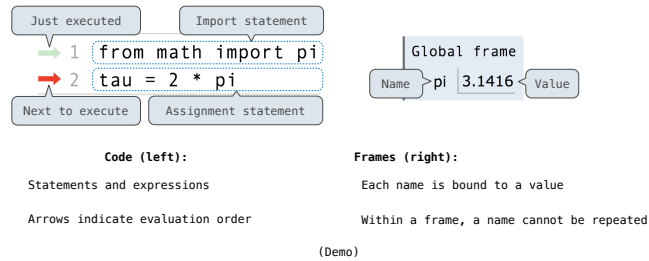 Just executed
Import statement
1 from math import pi
2 tau = 2 * pi
Next to execute
Assignment statement
Global frame
Name
pi 3.1416
Value
Code (left):
Statements and expressions
Arrows indicate evaluation order
Frames (right):
Each name is bound to a value
Within a frame, a name cannot be repeated
(Demo)